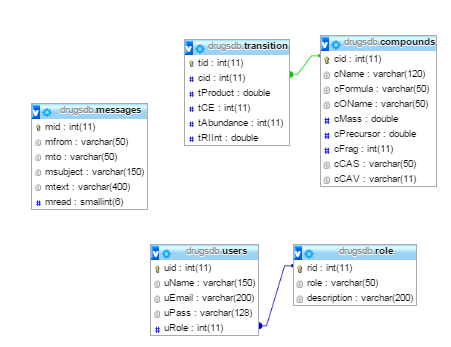 drugsdb.transition
tid : int(11)
cid : int(11)
tProduct : double
tCE : int(11)
tAbundance : int(11)
tRIInt : double
drugsdb.compounds
cid : int(11)
cName : varchar(120)
cFormula : varchar(50)
cOName : varchar(50)
cMass : double
cPrecursor : double
cFrag : int(11)
cCAS : varchar(50)
cCAV : varchar(11)
drugsdb.messages
mid : int(11)
mfrom : varchar(50)
mto : varchar(50)
msubject : varchar(150)
mtext : varchar(400)
mread : smallint(6)
drugsdb.users
uid : int(11)
uName : varchar(150)
uEmail : varchar(200)
uPass : varchar(128)
uRole : int(11)
drugsdb.role
rid : int(11)
role : varchar(50)
description : varchar(200)